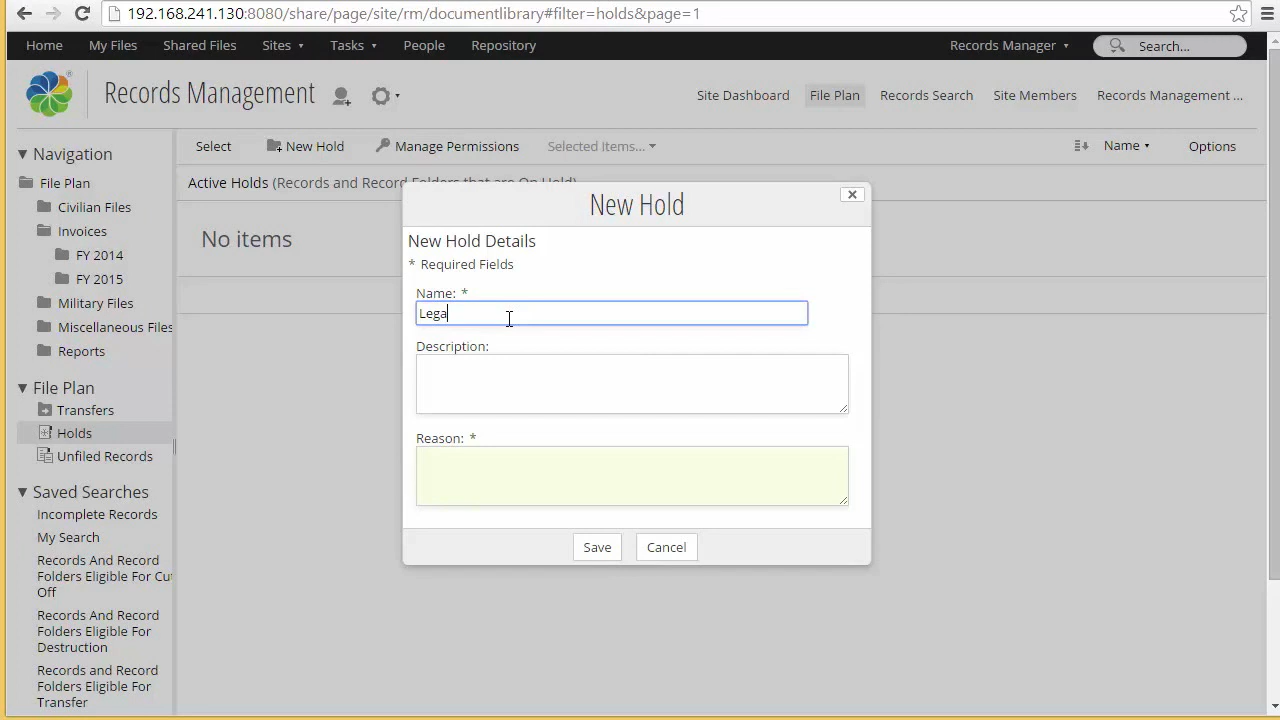 192.168.241.130:8080/share/page/site/rm/documentlibrary#filter=holds&page=1
Home My Files Shared Files Sites Tasks People Repository Records Manager Search...
Records Management Site Dashboard File Plan Records Search Site Members Records Management ...
Navigation
File Plan
Civilian Files
Invoices
FY 2014
FY 2015
Military Files
Miscellaneous Files
Reports
File Plan
Transfers
Holds
Unfiled Records
Saved Searches
Incomplete Records
My Search
Records And Record
Folders Eligible For Cut
Off
Records And Record
Folders Eligible For
Destruction
Records and Record
Folders Eligible For
Transfer
Select New Hold Manage Permissions Selected Items... Name Options
Active Holds (Records and Record Folders that are On Hold)
No items
New Hold
New Hold Details
* Required Fields
Name: *
Lega
Description:
Reason: *
Save Cancel